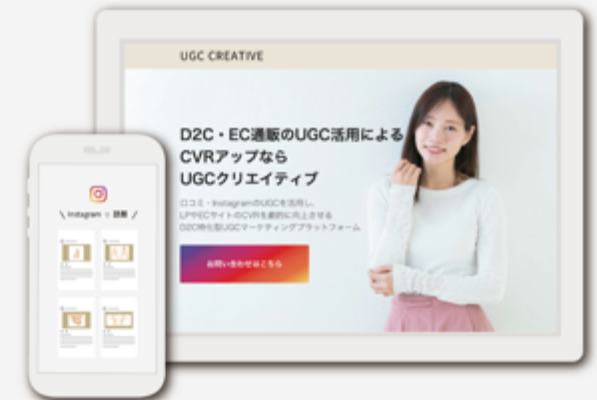 UGC CREATIVE
D2C・EC通販のUGC活用による
CVRアップなら
UGCクリエイティブ
口コミ・InstagramのUGCを活用し、
LPやECサイトのCVRを劇的に向上させる
D2C特化型UGCマーケティングプラットフォーム
お問い合わせはこちら
Instagram で 話題